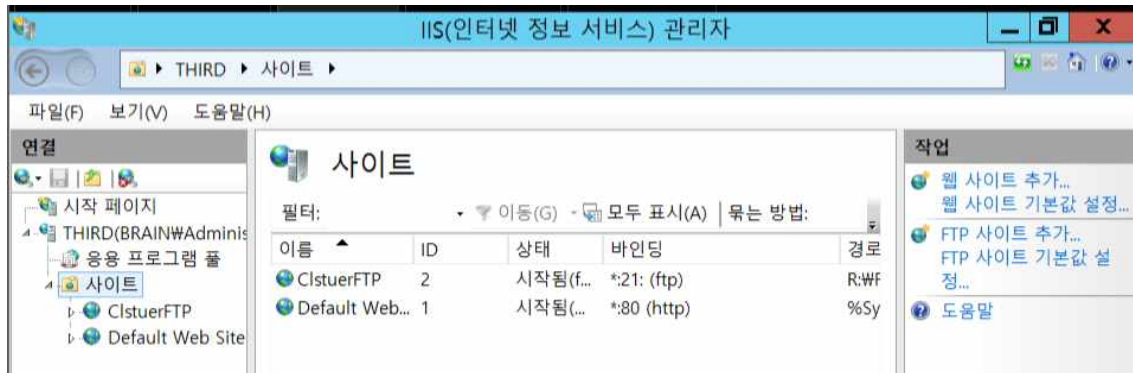 IIS(인터넷 정보 서비스) 관리자
THIRD 사이트
파일(F) 보기(V) 도움말(H)
연결
시작 페이지
THIRD(BRAIN₩Adminis
응용 프로그램 풀
사이트
ClstuerFTP
Default Web Site
사이트
필터: 이동(G) 모두 표시(A) 묶는 방법:
이름 ID 상태 바인딩 경로
ClstuerFTP 2 시작됨(f... *:21: (ftp) R:₩F
Default Web... 1 시작됨(... *:80 (http) %Sy
작업
웹 사이트 추가...
웹 사이트 기본값 설정...
FTP 사이트 추가...
FTP 사이트 기본값 설
정...
도움말